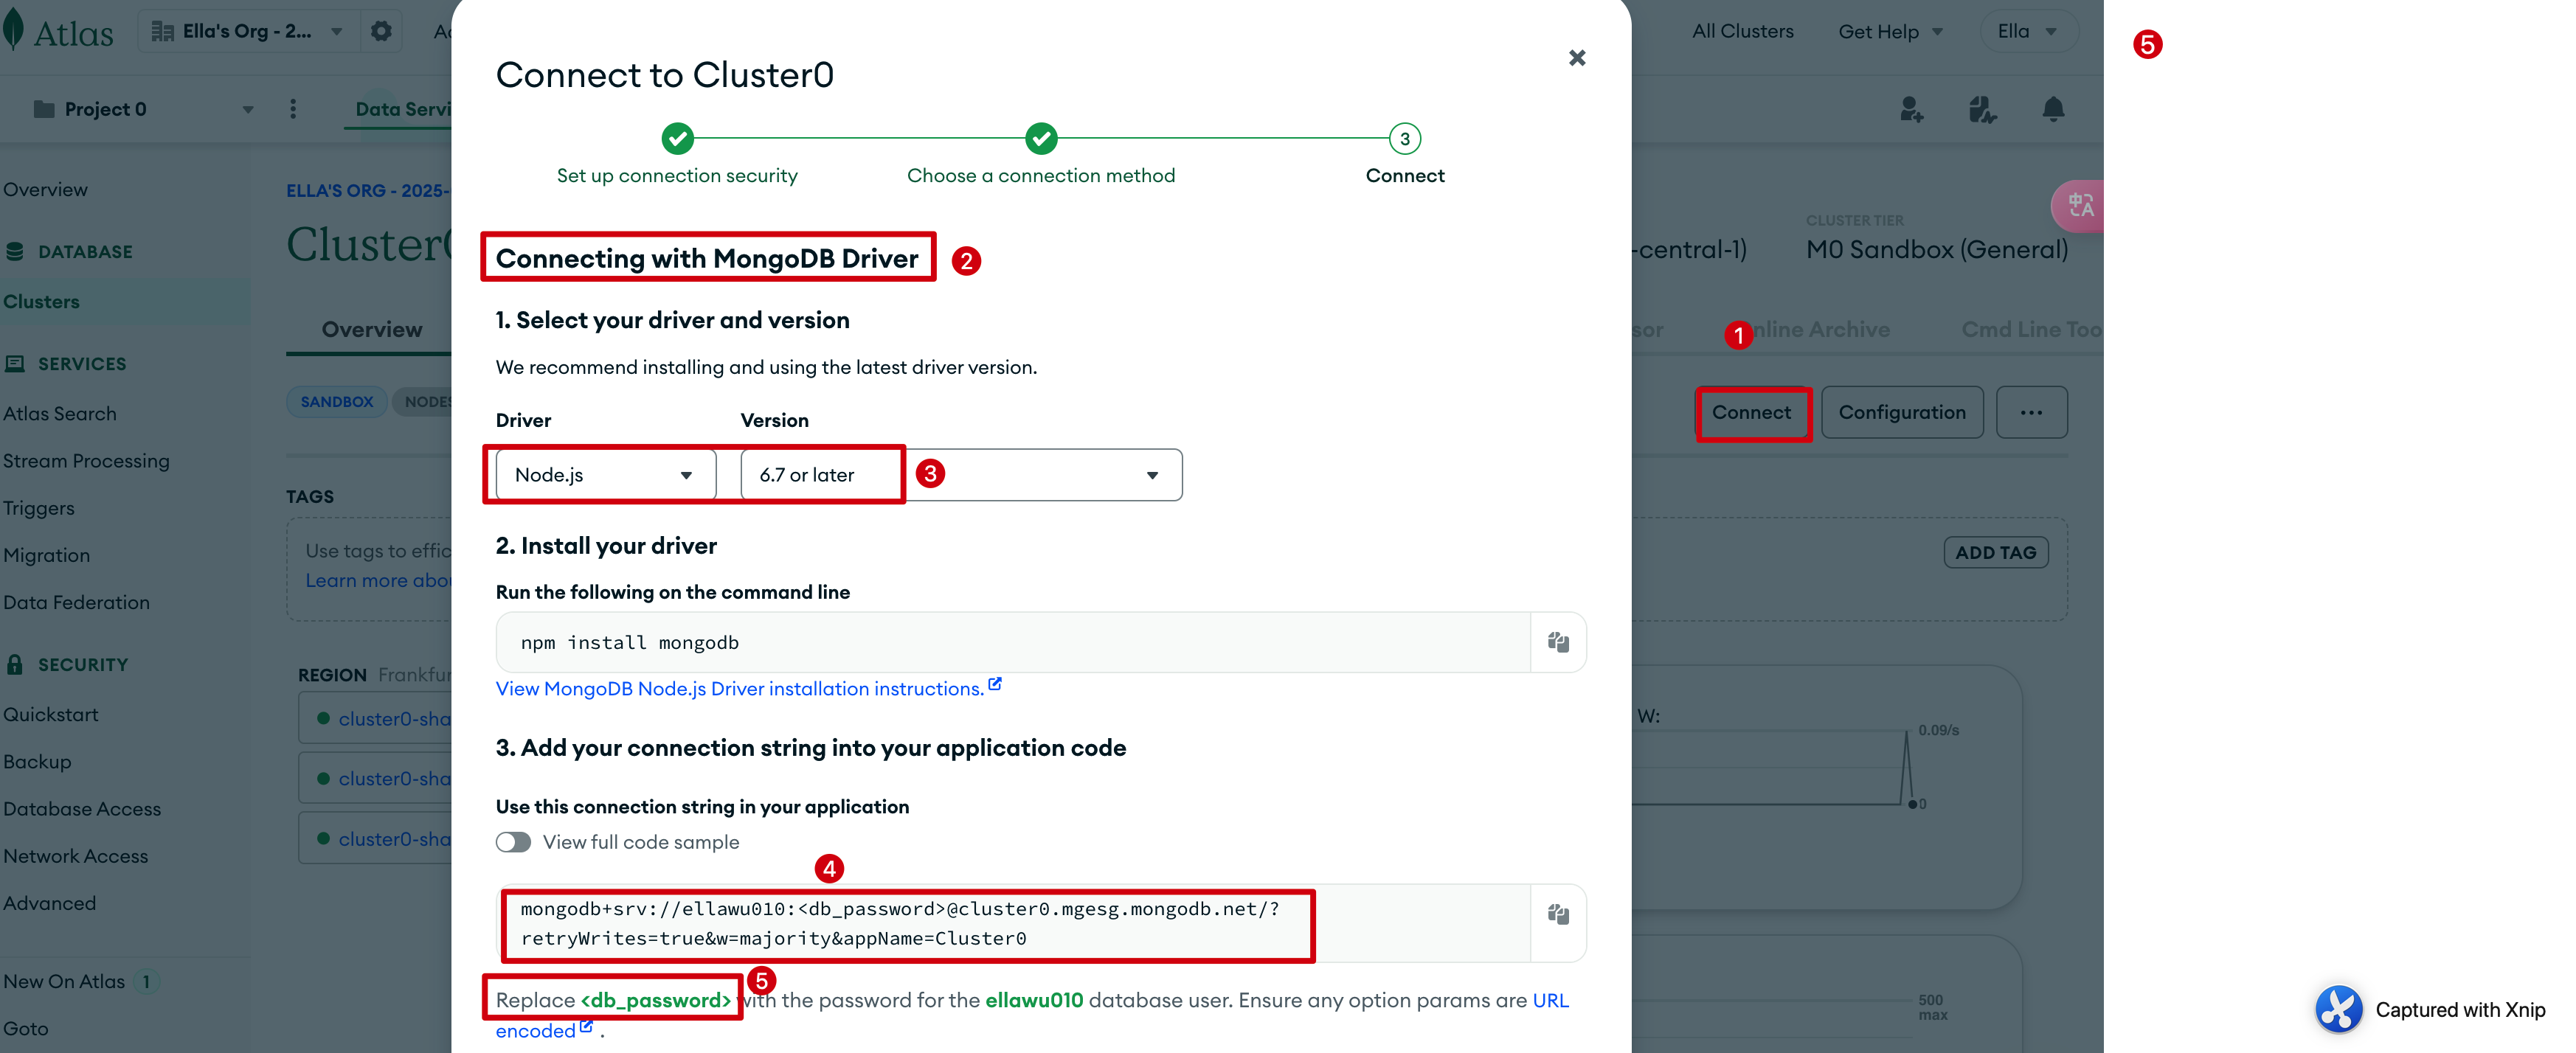 Atlas
Ella's Org - 2...
All Clusters
Get Help
Ella
5
Project 0
Data Servi
Overview
DATABASE
Clusters
SERVICES
Atlas Search
Stream Processing
Triggers
Migration
Data Federation
SECURITY
Quickstart
Backup
Database Access
Network Access
Advanced
New On Atlas 1
Goto
ELLA'S ORG - 2025-
Cluster0
Overview
SANDBOX
NODES
TAGS
Use tags to effic
Learn more abou
REGION Frankfur
cluster0-sha
cluster0-sha
cluster0-sha
Connect to Cluster0
Set up connection security
Choose a connection method
3
Connect
Connecting with MongoDB Driver 2
1. Select your driver and version
We recommend installing and using the latest driver version.
Driver
Version
Node.js
6.7 or later
3
2. Install your driver
Run the following on the command line
npm install mongodb
View MongoDB Node.js Driver installation instructions.
3. Add your connection string into your application code
Use this connection string in your application
View full code sample
4
mongodb+srv://ellawu010:<db_password>@cluster0.mgesg.mongodb.net/?
retryWrites=true&w=majority&appName=Cluster0
5
Replace <db_password> with the password for the ellawu010 database user. Ensure any option params are URL
encoded .
-central-1)
CLUSTER TIER
M0 Sandbox (General)
中A
sor
1
nline Archive
Cmd Line Too
Connect
Configuration
...
ADD TAG
W:
0.09/s
0
500
max
Captured with Xnip